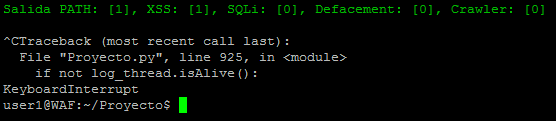 Salida PATH: [1], XSS: [1], SQLi: [0], Defacement: [0], Crawler: [0]
^CTraceback (most recent call last):
File "Proyecto.py", line 925, in <module>
if not log_thread.isAlive():
KeyboardInterrupt
user1@WAF:~/Proyecto$